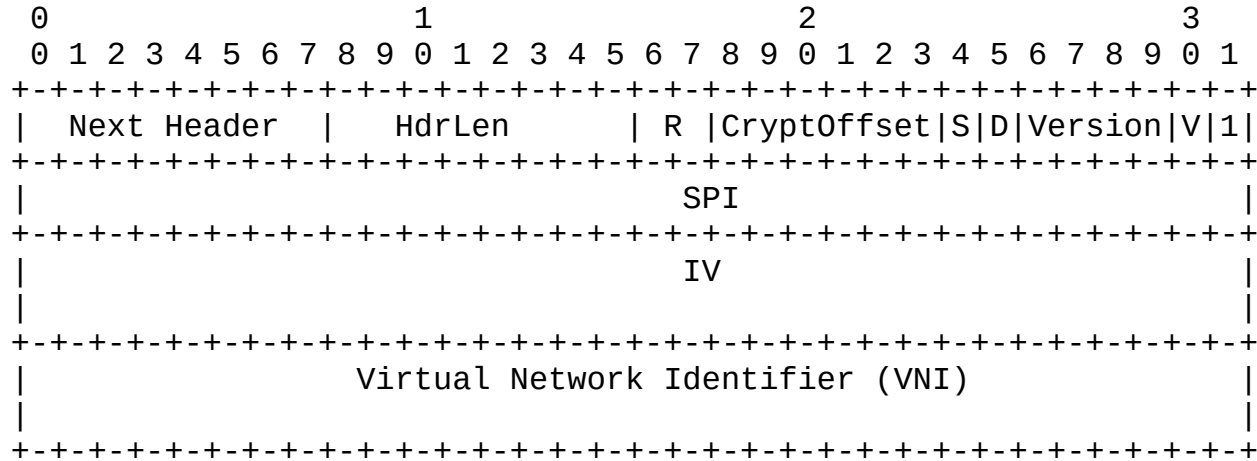 0                   1                   2                   3
 0 1 2 3 4 5 6 7 8 9 0 1 2 3 4 5 6 7 8 9 0 1 2 3 4 5 6 7 8 9 0 1
+-+-+-+-+-+-+-+-+-+-+-+-+-+-+-+-+-+-+-+-+-+-+-+-+-+-+-+-+-+-+-+-+
|  Next Header  |   HdrLen      | R |CryptOffset|S|D|Version|V|1|
+-+-+-+-+-+-+-+-+-+-+-+-+-+-+-+-+-+-+-+-+-+-+-+-+-+-+-+-+-+-+-+-+
|                                  SPI                          |
+-+-+-+-+-+-+-+-+-+-+-+-+-+-+-+-+-+-+-+-+-+-+-+-+-+-+-+-+-+-+-+-+
|                                  IV                           |
|                                                               |
+-+-+-+-+-+-+-+-+-+-+-+-+-+-+-+-+-+-+-+-+-+-+-+-+-+-+-+-+-+-+-+-+
|                 Virtual Network Identifier (VNI)              |
|                                                               |
+-+-+-+-+-+-+-+-+-+-+-+-+-+-+-+-+-+-+-+-+-+-+-+-+-+-+-+-+-+-+-+-+